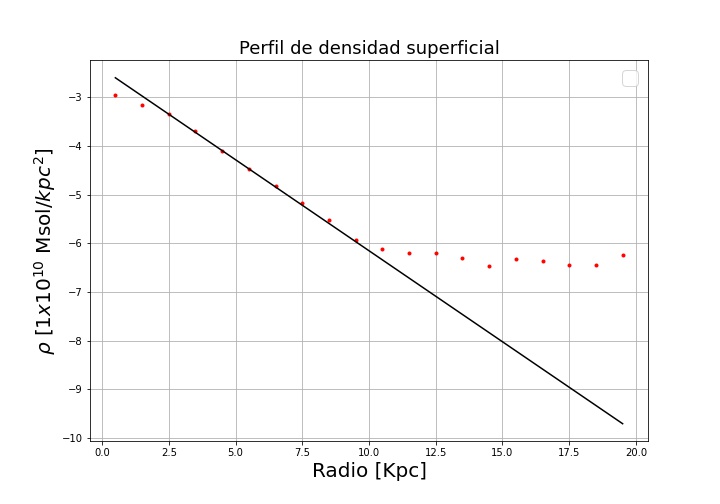 Perfil de densidad superficial
ρ [1x10¹⁰ Msol/kpc²]
−3
−4
−5
−6
−7
−8
−9
−10
0.0 2.5 5.0 7.5 10.0 12.5 15.0 17.5 20.0
Radio [Kpc]